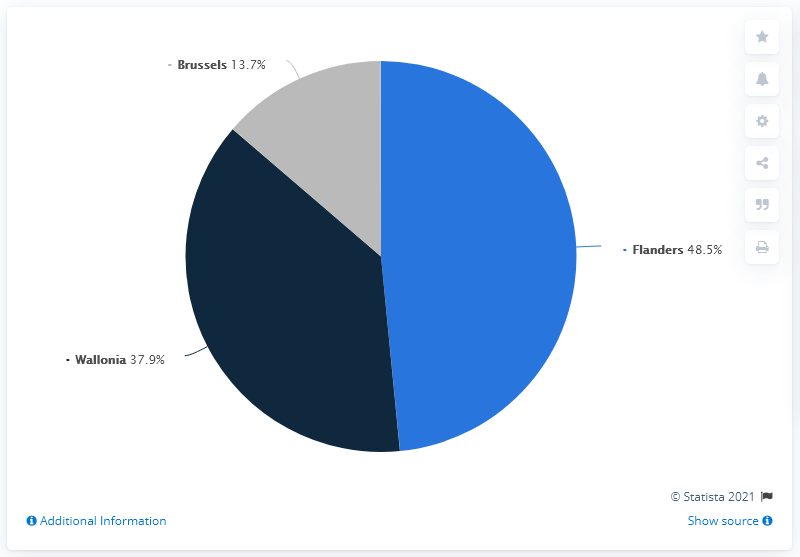 Brussels 13.7%
Flanders 48.5%
Wallonia 37.9%
© Statista 2021
Additional Information
Show source